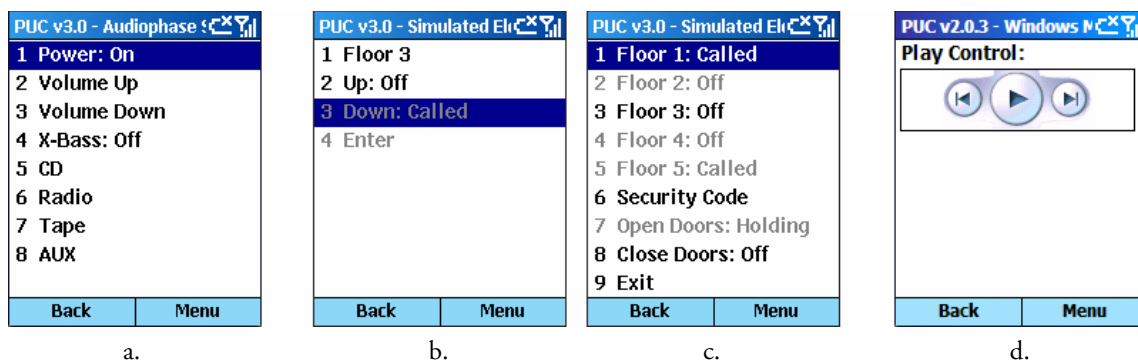 PUC v3.0 - Audiophase
1 Power: On
2 Volume Up
3 Volume Down
4 X-Bass: Off
5 CD
6 Radio
7 Tape
8 AUX
Back Menu
a.
PUC v3.0 - Simulated
1 Floor 3
2 Up: Off
3 Down: Called
4 Enter
Back Menu
b.
PUC v3.0 - Simulated
1 Floor 1: Called
2 Floor 2: Off
3 Floor 3: Off
4 Floor 4: Off
5 Floor 5: Called
6 Security Code
7 Open Doors: Holding
8 Close Doors: Off
9 Exit
Back Menu
c.
PUC v2.0.3 - Windows
Play Control:
Back Menu
d.